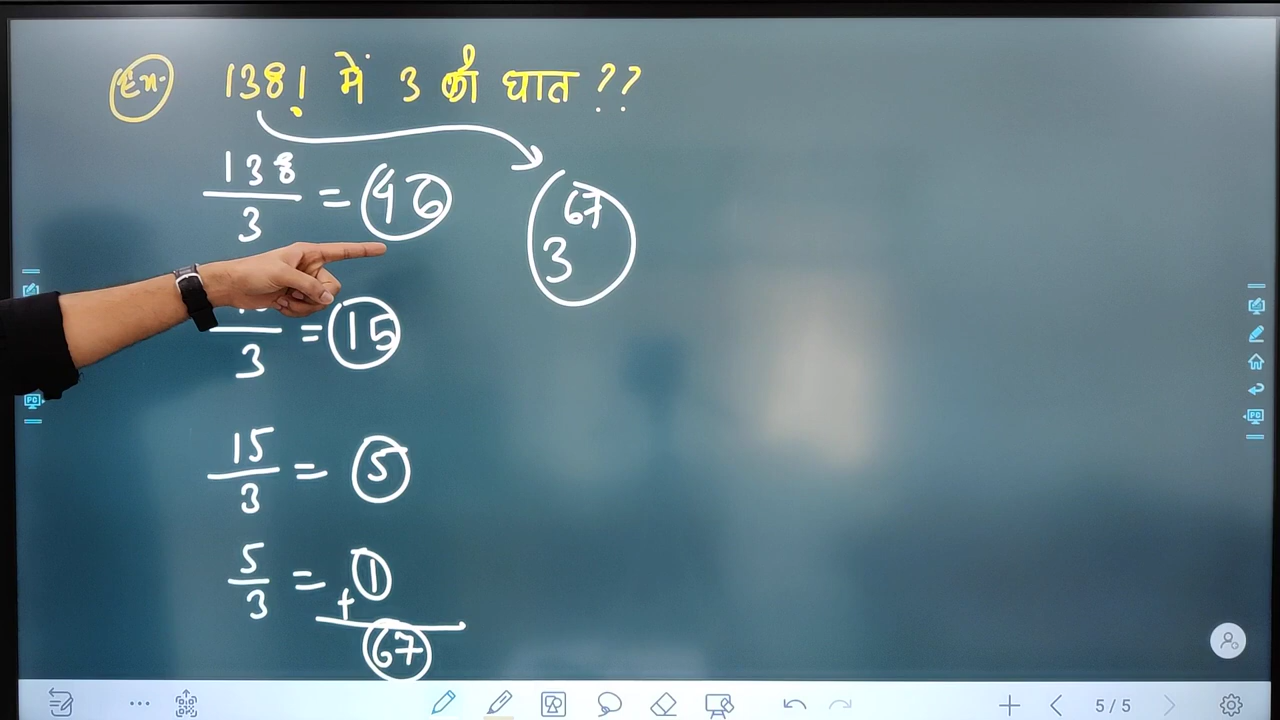 Ex. 138! में 3 की घात ??
138/3 = 46
3^67
/3 = 15
15/3 = 5
5/3 = 1
+
67
5/5